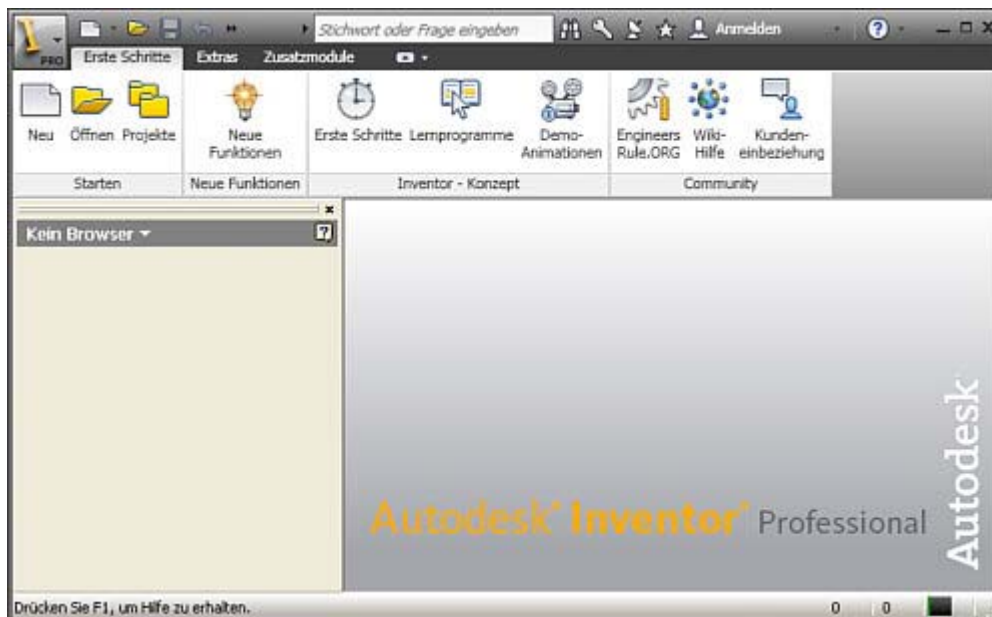 Stichwort oder Frage eingeben
Anmelden
PRO
Erste Schritte Extras Zusatzmodule
Neu Öffnen Projekte
Neue Funktionen
Erste Schritte Lernprogramme
Demo-Animationen
Engineers Rule.ORG
Wiki-Hilfe
Kunden-einbeziehung
Starten Neue Funktionen Inventor - Konzept Community
Kein Browser
Autodesk Inventor Professional
Autodesk
Drücken Sie F1, um Hilfe zu erhalten.
0 0